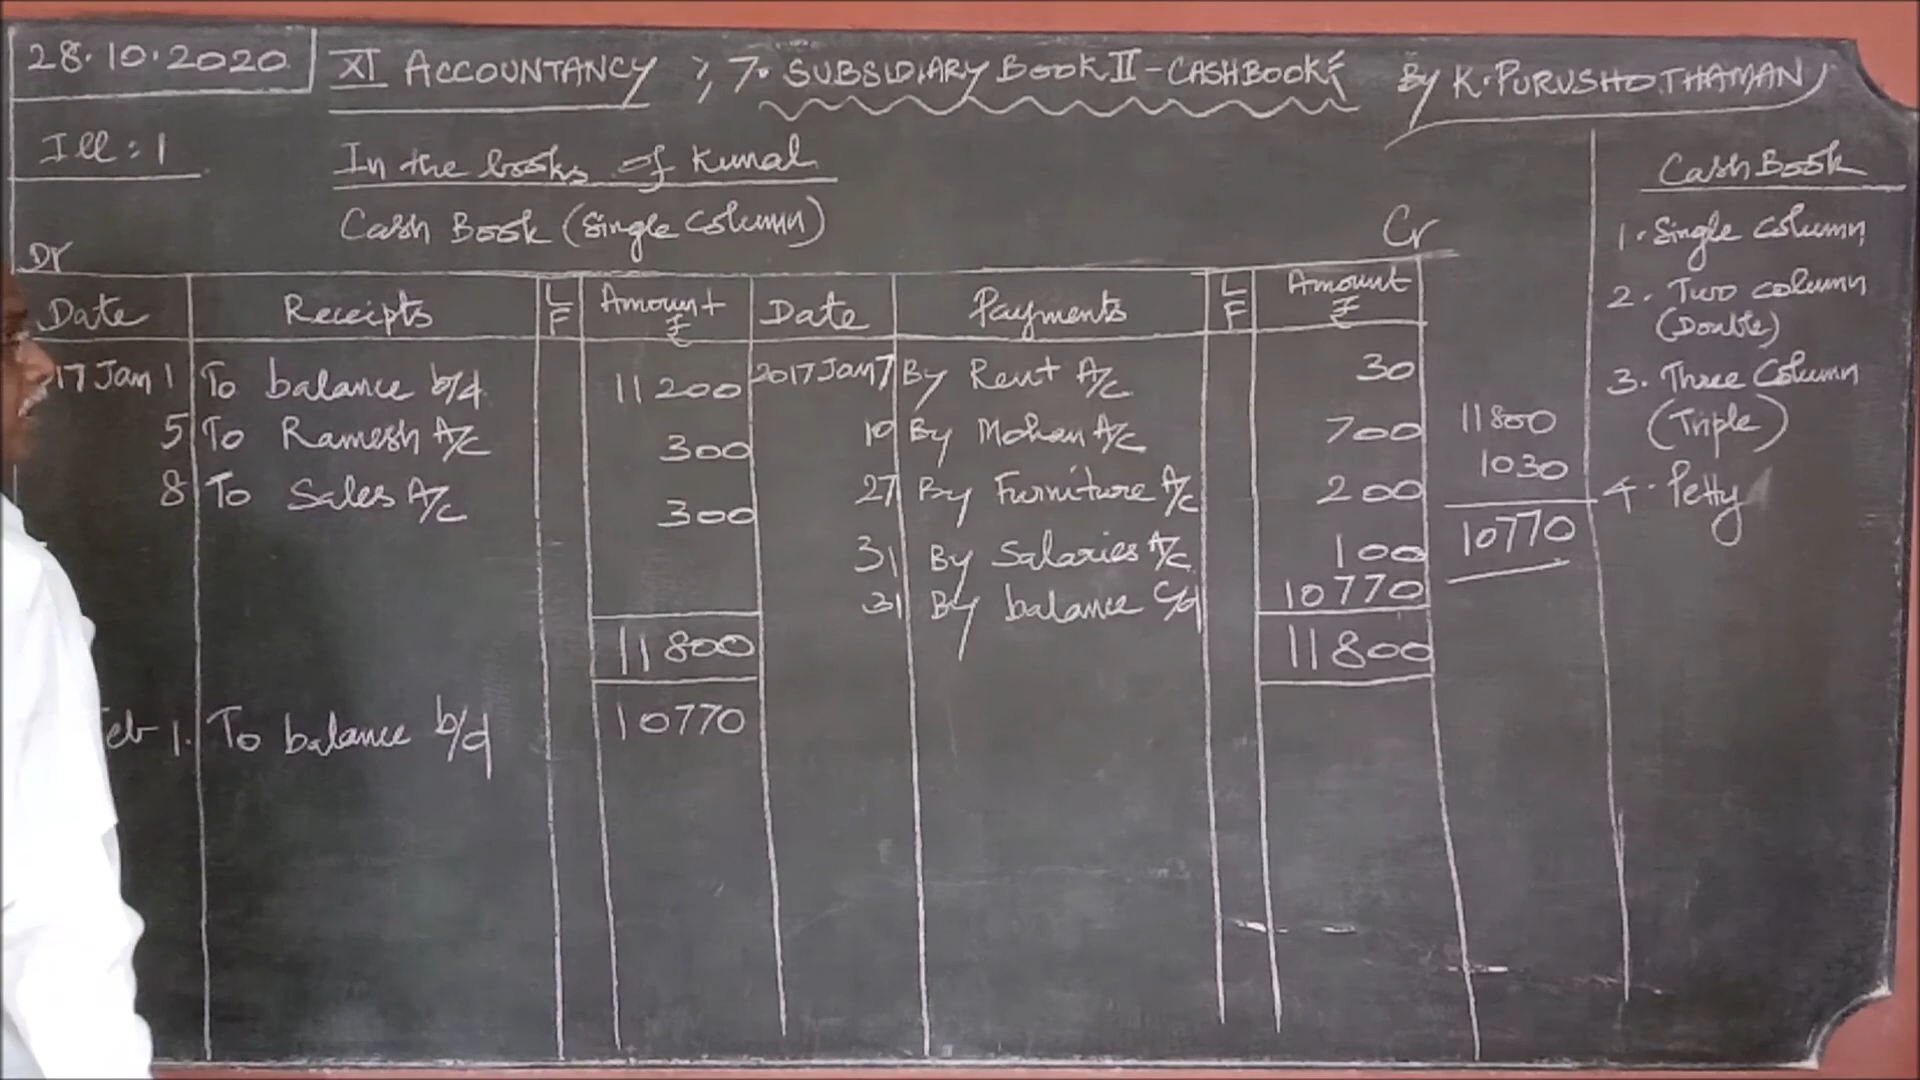 28.10.2020 XI ACCOUNTANCY ; 7. SUBSIDIARY BOOK II - CASHBOOK By K. PURUSHOTHAMAN
Ill : 1
In the books of Kunal
Cash Book (Single Column)
Dr Cr
Date Receipts LF Amount ₹ Date Payments LF Amount ₹
17 Jan 1 To balance b/d 11200 2017 Jan 7 By Rent A/c 30
5 To Ramesh A/c 300 10 By Mohan A/c 700
8 To Sales A/c 300 27 By Furniture A/c 200
31 By Salaries A/c 100
31 By balance c/d 10770
11800 11800
eb 1. To balance b/d 10770
11800
1030
10770
Cash Book
1. Single column
2. Two column
(Double)
3. Three Column
(Triple)
4. Petty